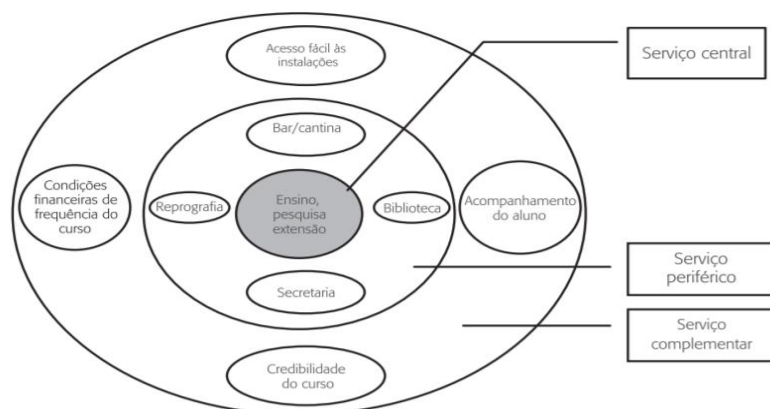 Acesso fácil às
instalações
Serviço central
Bar/cantina
Condições
financeiras de
frequência do
curso
Reprografia
Ensino,
pesquisa
extensão
Biblioteca
Acompanhamento
do aluno
Secretaria
Serviço
periférico
Serviço
complementar
Credibilidade
do curso